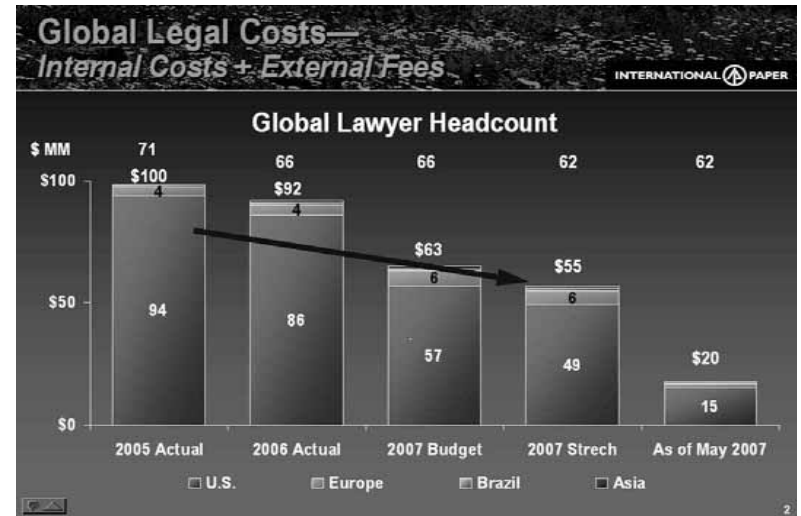 Global Legal Costs—
Internal Costs + External Fees
INTERNATIONAL PAPER
Global Lawyer Headcount
$ MM 71 66 66 62 62
$100 $100 $92 $63 $55 $20
4 4 6 6
$50
94 86 57 49 15
$0
2005 Actual 2006 Actual 2007 Budget 2007 Strech As of May 2007
U.S. Europe Brazil Asia
2